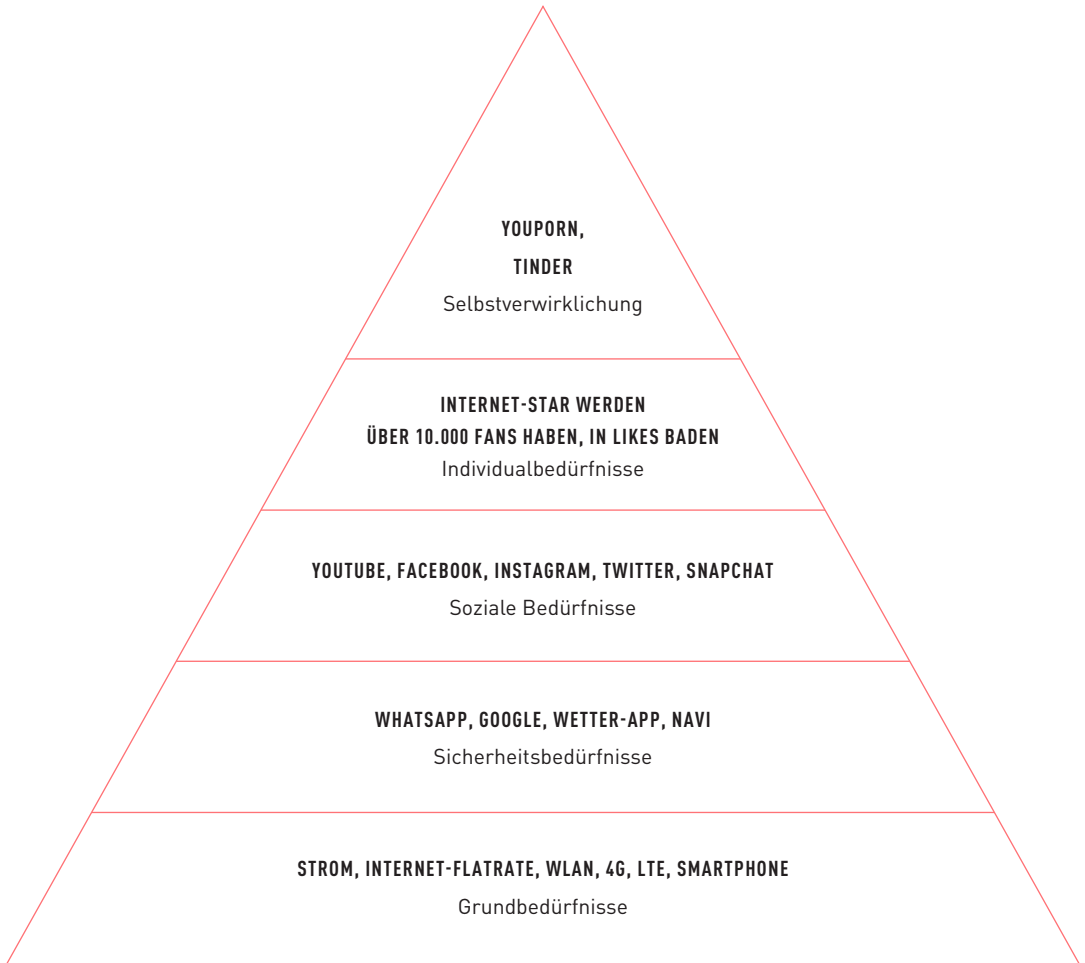 YOUPORN,
TINDER
Selbstverwirklichung
INTERNET-STAR WERDEN
ÜBER 10.000 FANS HABEN, IN LIKES BADEN
Individualbedürfnisse
YOUTUBE, FACEBOOK, INSTAGRAM, TWITTER, SNAPCHAT
Soziale Bedürfnisse
WHATSAPP, GOOGLE, WETTER-APP, NAVI
Sicherheitsbedürfnisse
STROM, INTERNET-FLATRATE, WLAN, 4G, LTE, SMARTPHONE
Grundbedürfnisse